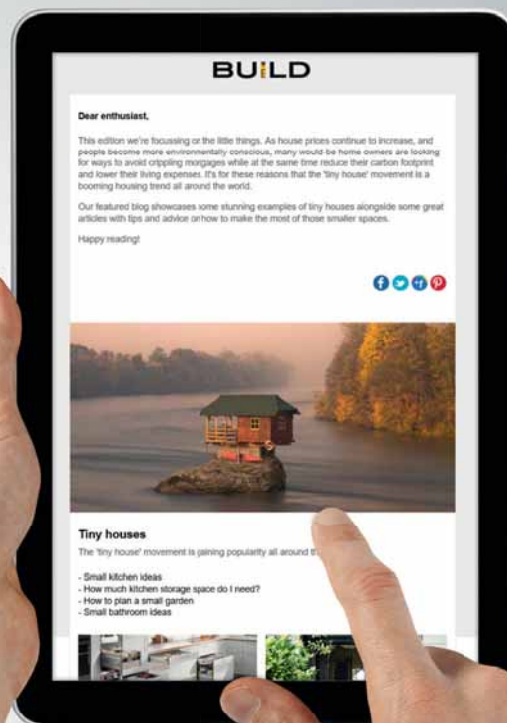 BUILD
Dear enthusiast,
This edition we're focussing or the little things. As house prices continue to increase, and
people become more environmentally conscious, many would be home owners are looking
for ways to avoid crippling morgages while at the same time reduce their carbon footprint
and lower their living expenses. It's for these reasons that the 'tiny house' movement is a
booming housing trend all around the world.
Our featured blog showcases some stunning examples of tiny houses alongside some great
articles with tips and advice on how to make the most of those smaller spaces.
Happy reading!
Tiny houses
The 'tiny house' movement is gaining popularity all around
- Small kitchen ideas
- How much kitchen storage space do I need?
- How to plan a small garden
- Small bathroom ideas